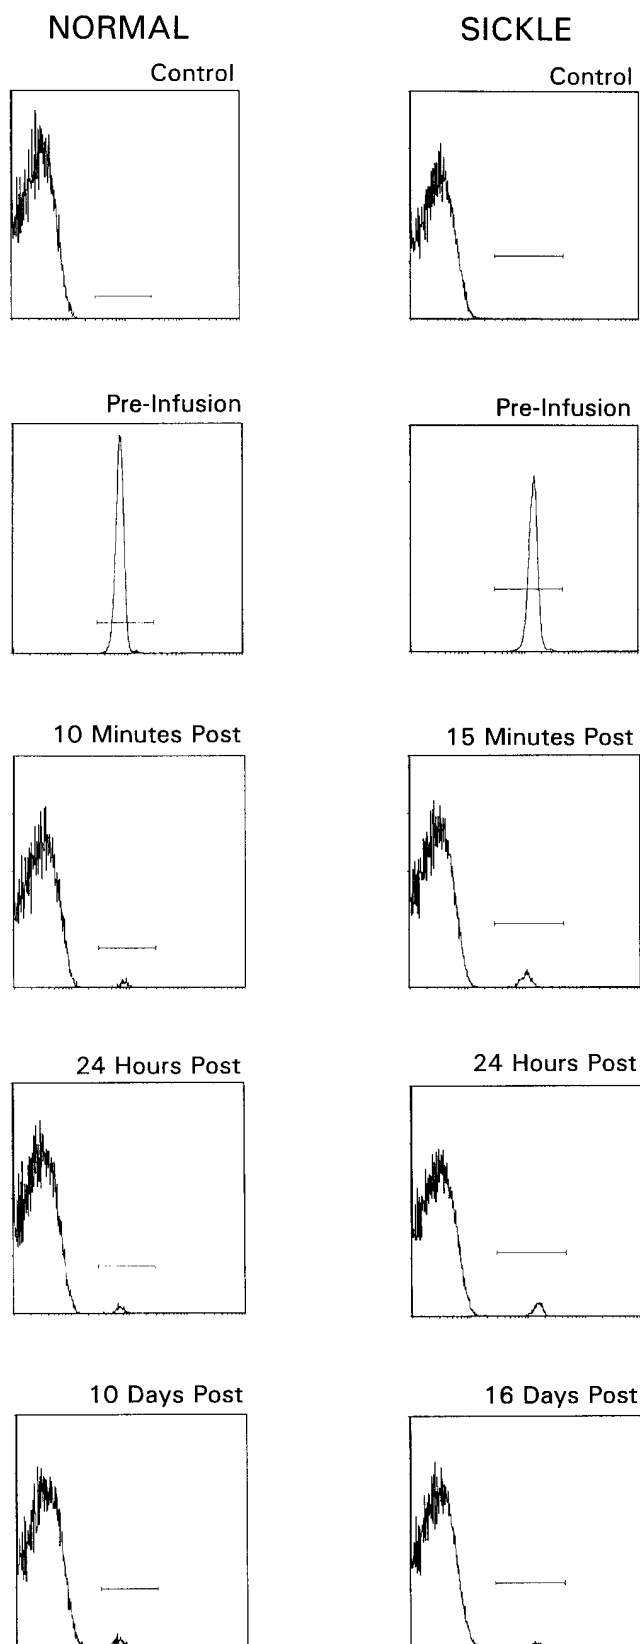 NORMAL
SICKLE
Control
Control
Pre-Infusion
Pre-Infusion
10 Minutes Post
15 Minutes Post
24 Hours Post
24 Hours Post
10 Days Post
16 Days Post